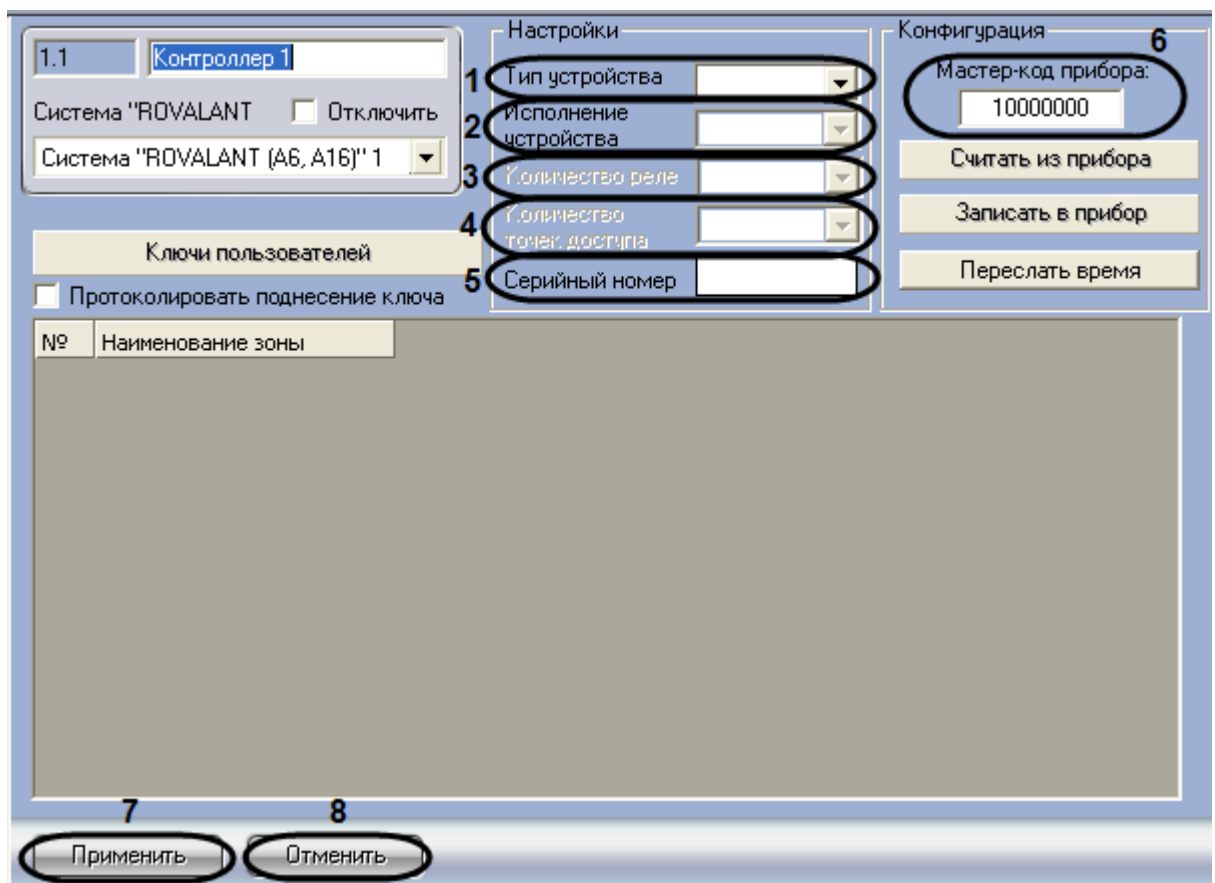 1.1
Контроллер 1
Система "ROVALANT
Отключить
Система "ROVALANT (A6, A16)" 1
Ключи пользователей
Протоколировать поднесение ключа
Настройки
1
Тип устройства
2
Исполнение
устройства
3
Количество реле
4
Количество
точек доступа
5
Серийный номер
Конфигурация
6
Мастер-код прибора:
10000000
Считать из прибора
Записать в прибор
Переслать время
№
Наименование зоны
7
8
Применить
Отменить